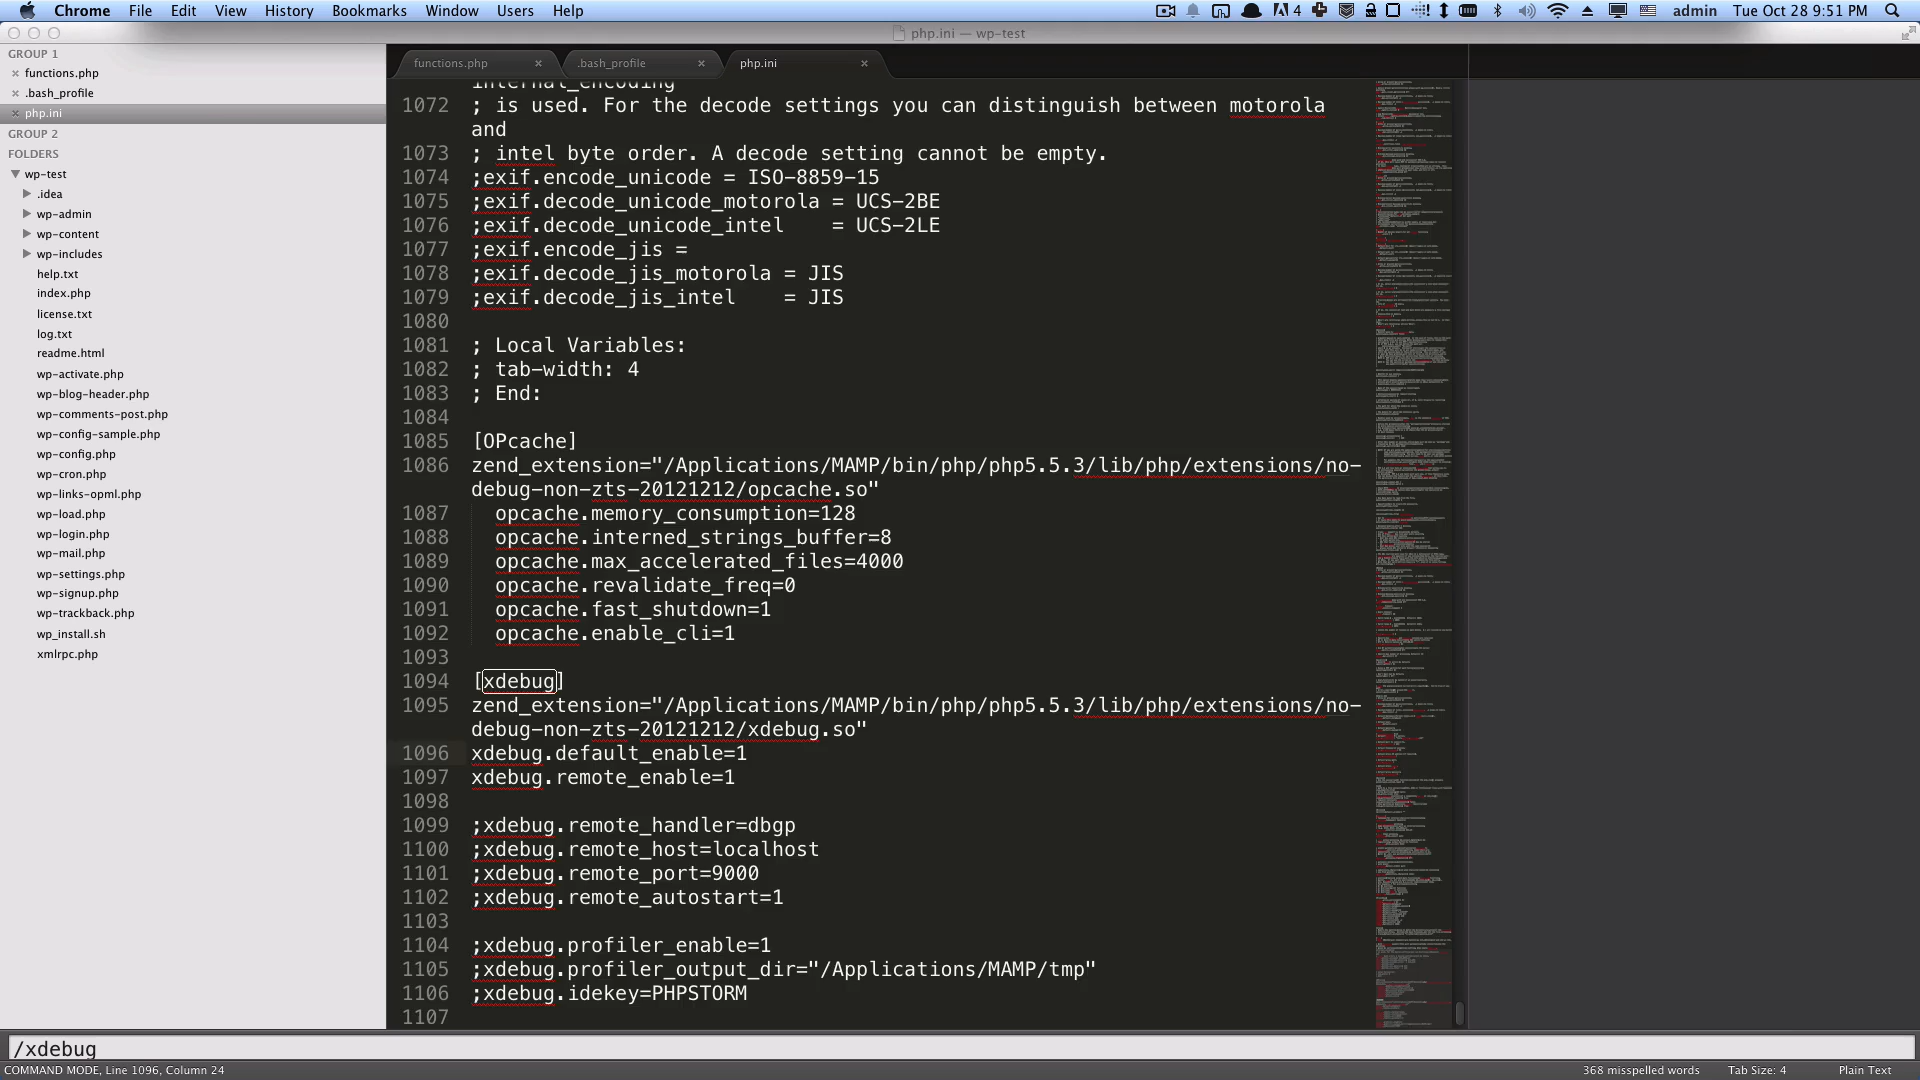 Chrome File Edit View History Bookmarks Window Users Help
4
admin Tue Oct 28 9:51 PM
php.ini — wp-test
GROUP 1
functions.php
.bash_profile
php.ini
GROUP 2
FOLDERS
wp-test
.idea
wp-admin
wp-content
wp-includes
help.txt
index.php
license.txt
log.txt
readme.html
wp-activate.php
wp-blog-header.php
wp-comments-post.php
wp-config-sample.php
wp-config.php
wp-cron.php
wp-links-opml.php
wp-load.php
wp-login.php
wp-mail.php
wp-settings.php
wp-signup.php
wp-trackback.php
wp_install.sh
xmlrpc.php
functions.php .bash_profile php.ini
internal_encoding
1072 ; is used. For the decode settings you can distinguish between motorola
and
1073 ; intel byte order. A decode setting cannot be empty.
1074 ;exif.encode_unicode = ISO-8859-15
1075 ;exif.decode_unicode_motorola = UCS-2BE
1076 ;exif.decode_unicode_intel    = UCS-2LE
1077 ;exif.encode_jis =
1078 ;exif.decode_jis_motorola = JIS
1079 ;exif.decode_jis_intel    = JIS
1080
1081 ; Local Variables:
1082 ; tab-width: 4
1083 ; End:
1084
1085 [OPcache]
1086 zend_extension="/Applications/MAMP/bin/php/php5.5.3/lib/php/extensions/no-
debug-non-zts-20121212/opcache.so"
1087   opcache.memory_consumption=128
1088   opcache.interned_strings_buffer=8
1089   opcache.max_accelerated_files=4000
1090   opcache.revalidate_freq=0
1091   opcache.fast_shutdown=1
1092   opcache.enable_cli=1
1093
1094 [xdebug]
1095 zend_extension="/Applications/MAMP/bin/php/php5.5.3/lib/php/extensions/no-
debug-non-zts-20121212/xdebug.so"
1096 xdebug.default_enable=1
1097 xdebug.remote_enable=1
1098
1099 ;xdebug.remote_handler=dbgp
1100 ;xdebug.remote_host=localhost
1101 ;xdebug.remote_port=9000
1102 ;xdebug.remote_autostart=1
1103
1104 ;xdebug.profiler_enable=1
1105 ;xdebug.profiler_output_dir="/Applications/MAMP/tmp"
1106 ;xdebug.idekey=PHPSTORM
1107
/xdebug
COMMAND MODE, Line 1096, Column 24
368 misspelled words Tab Size: 4 Plain Text